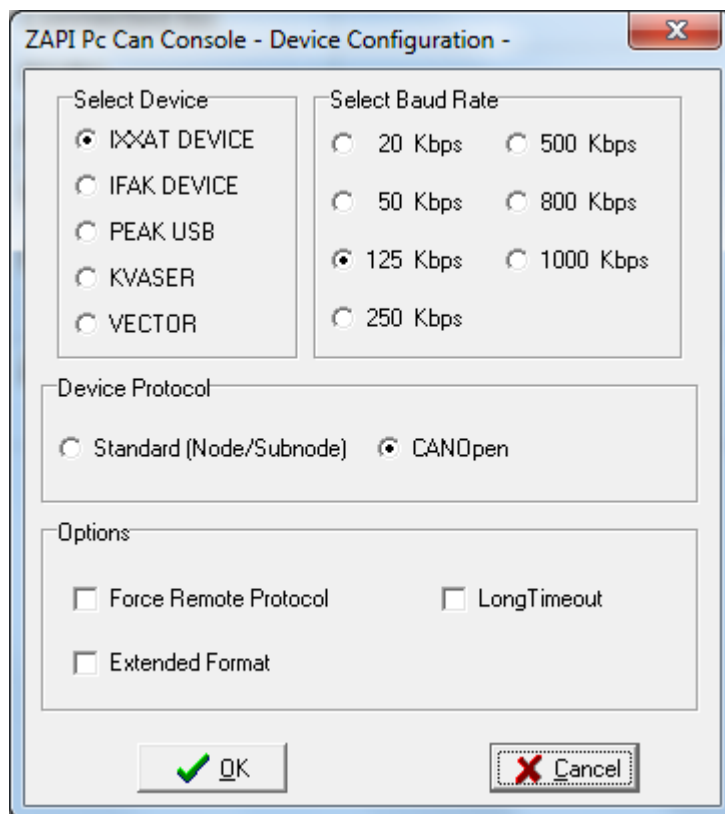 ZAPI Pc Can Console - Device Configuration -
Select Device
IXXAT DEVICE
IFAK DEVICE
PEAK USB
KVASER
VECTOR
Select Baud Rate
20 Kbps
50 Kbps
125 Kbps
250 Kbps
500 Kbps
800 Kbps
1000 Kbps
Device Protocol
Standard (Node/Subnode)
CANOpen
Options
Force Remote Protocol
LongTimeout
Extended Format
OK
Cancel